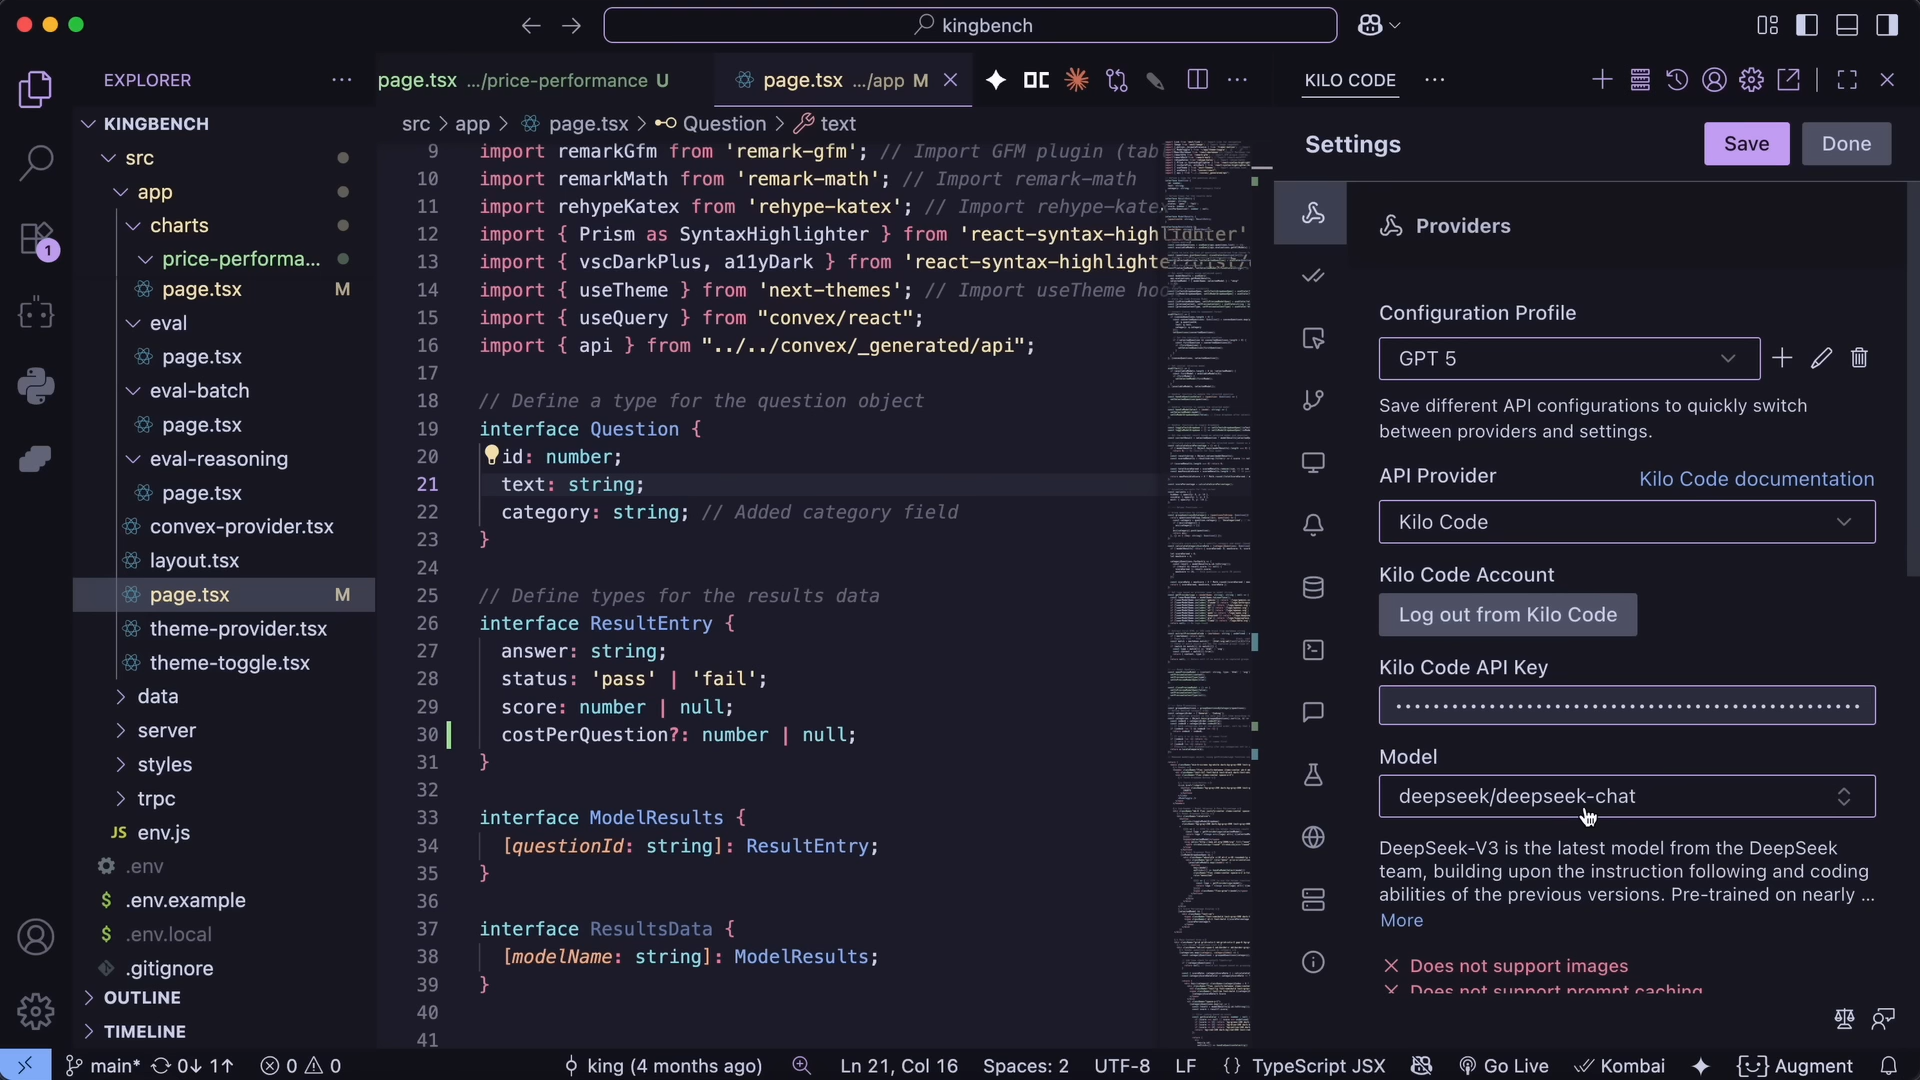 kingbench
EXPLORER
KINGBENCH
src
app
charts
price-performa...
page.tsx M
eval
page.tsx
eval-batch
page.tsx
eval-reasoning
page.tsx
convex-provider.tsx
layout.tsx
page.tsx M
theme-provider.tsx
theme-toggle.tsx
data
server
styles
trpc
JS env.js
.env
$ .env.example
$ .env.local
.gitignore
OUTLINE
TIMELINE
1
page.tsx .../price-performance U
page.tsx .../app M
src > app > page.tsx > Question > text
9 import remarkGfm from 'remark-gfm'; // Import GFM plugin (tab
10 import remarkMath from 'remark-math'; // Import remark-math
11 import rehypeKatex from 'rehype-katex'; // Import rehype-kate
12 import { Prism as SyntaxHighlighter } from 'react-syntax-highlighter'
13 import { vscDarkPlus, a11yDark } from 'react-syntax-highlighte
14 import { useTheme } from 'next-themes'; // Import useTheme ho
15 import { useQuery } from "convex/react";
16 import { api } from "../../convex/_generated/api";
17
18 // Define a type for the question object
19 interface Question {
20 id: number;
21 text: string;
22 category: string; // Added category field
23 }
24
25 // Define types for the results data
26 interface ResultEntry {
27 answer: string;
28 status: 'pass' | 'fail';
29 score: number | null;
30 costPerQuestion?: number | null;
31 }
32
33 interface ModelResults {
34 [questionId: string]: ResultEntry;
35 }
36
37 interface ResultsData {
38 [modelName: string]: ModelResults;
39 }
40
41
KILO CODE
Settings
Save
Done
Providers
Configuration Profile
GPT 5
Save different API configurations to quickly switch
between providers and settings.
API Provider
Kilo Code documentation
Kilo Code
Kilo Code Account
Log out from Kilo Code
Kilo Code API Key
Model
deepseek/deepseek-chat
DeepSeek-V3 is the latest model from the DeepSeek
team, building upon the instruction following and coding
abilities of the previous versions. Pre-trained on nearly ...
More
Does not support images
Does not support prompt caching
main* 0↓ 1↑ 0 0
king (4 months ago) Ln 21, Col 16 Spaces: 2 UTF-8 LF {} TypeScript JSX Go Live Kombai Augment